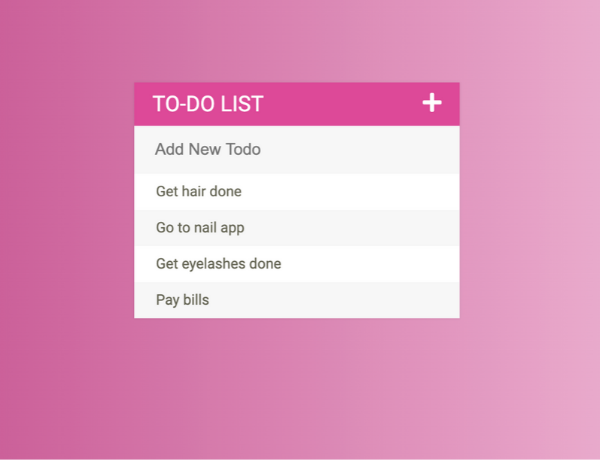 TO-DO LIST
Add New Todo
Get hair done
Go to nail app
Get eyelashes done
Pay bills